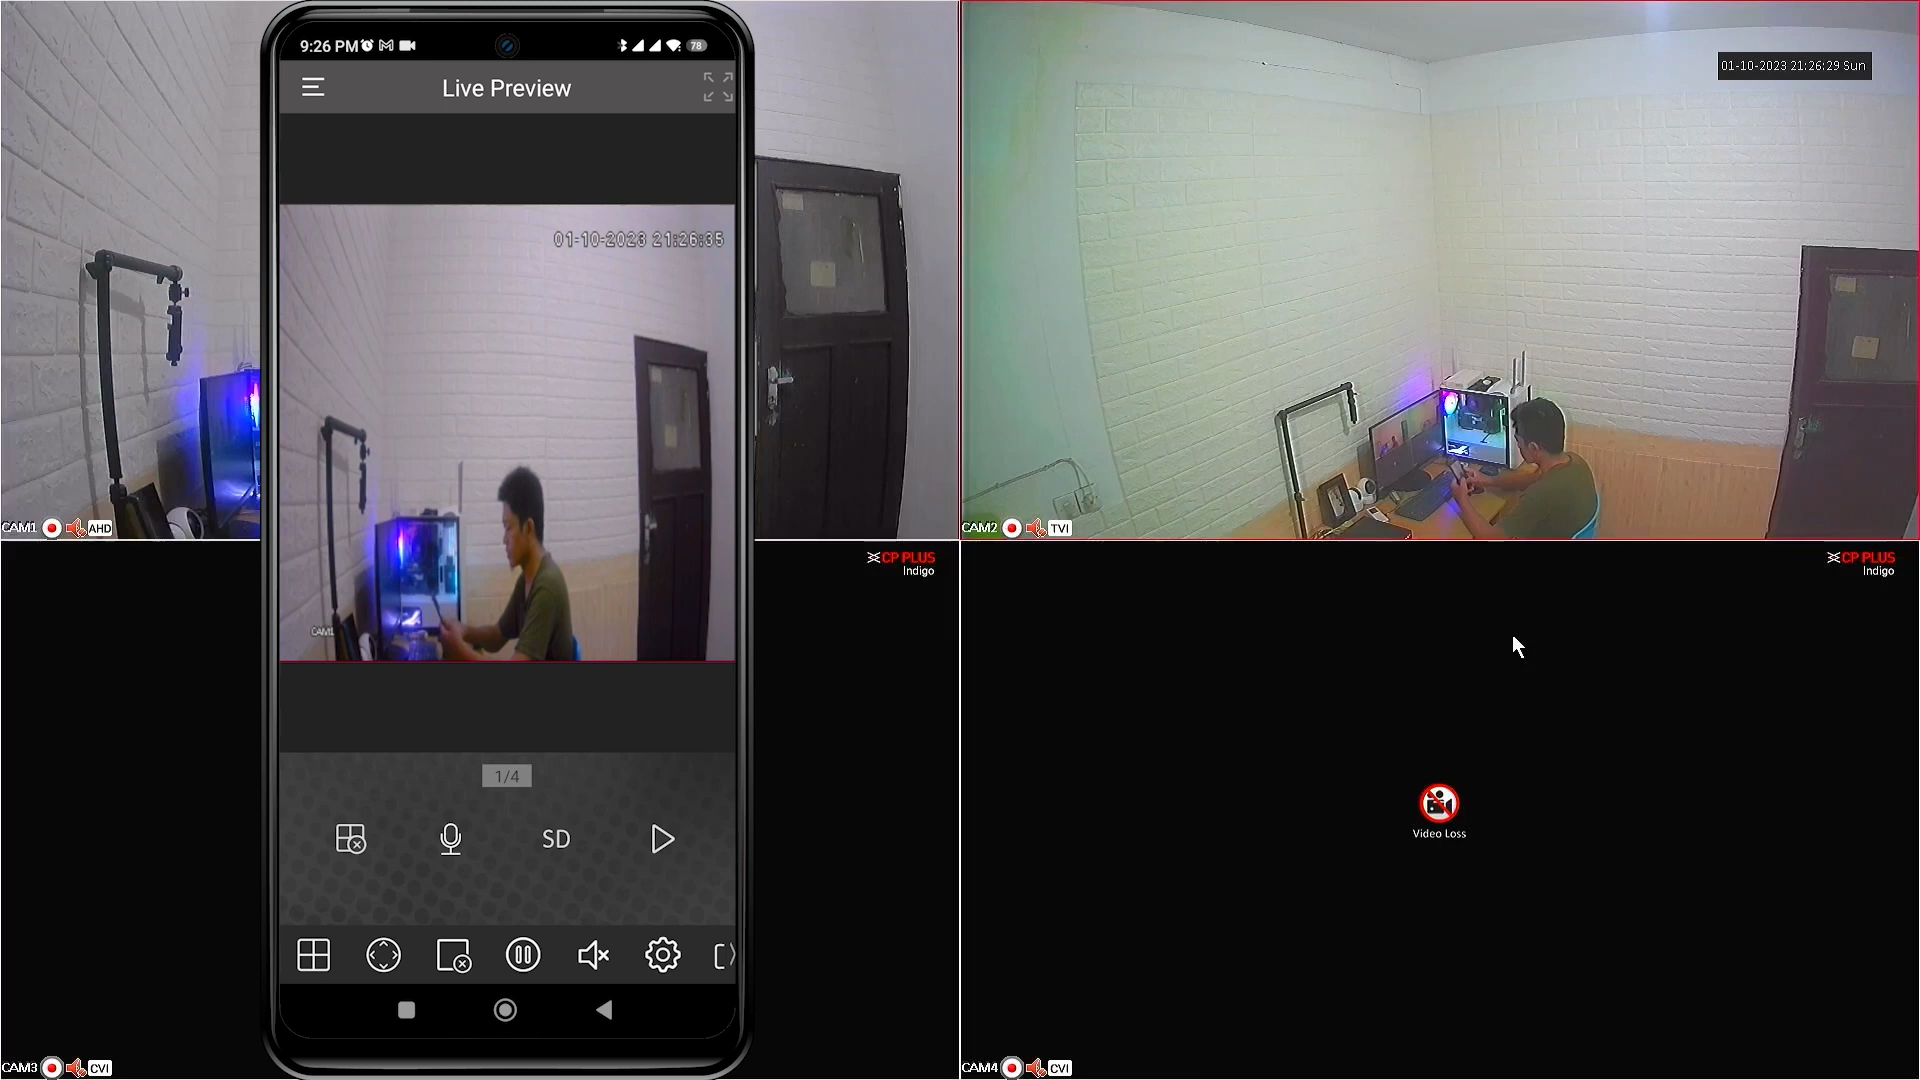 9:26 PM
78
Live Preview
01-10-2023 21:26:35
CAM1
1/4
SD
CAM1
AHD
01-10-2023 21:26:29 Sun
CAM2
TVI
CP PLUS
Indigo
CP PLUS
Indigo
Video Loss
CAM3
CVI
CAM4
CVI